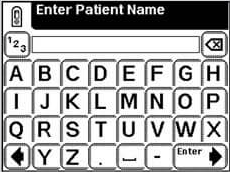 Enter Patient Name
123
A B C D E F G H
I J K L M N O P
Q R S T U V W X
Y Z . - Enter